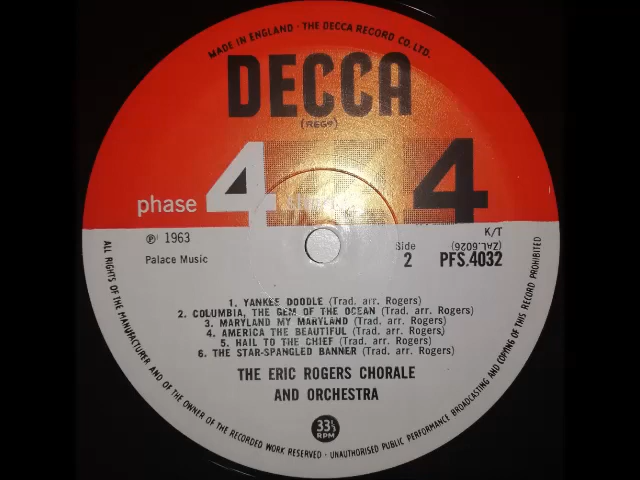 MADE IN ENGLAND · THE DECCA RECORD CO. LTD.
DECCA
(REGD)
phase 4 4
℗ 1963
Palace Music
K/T
(ZAL.6026)
Side
2
PFS.4032
1. YANKEE DOODLE (Trad. arr. Rogers)
2. COLUMBIA, THE GEM OF THE OCEAN (Trad. arr. Rogers)
3. MARYLAND MY MARYLAND (Trad. arr. Rogers)
4. AMERICA THE BEAUTIFUL (Trad. arr. Rogers)
5. HAIL TO THE CHIEF (Trad. arr. Rogers)
6. THE STAR-SPANGLED BANNER (Trad. arr. Rogers)
THE ERIC ROGERS CHORALE
AND ORCHESTRA
33⅓
RPM
ALL RIGHTS OF THE MANUFACTURER AND OF THE OWNER OF THE RECORDED WORK RESERVED · UNAUTHORISED PUBLIC PERFORMANCE BROADCASTING AND COPYING OF THIS RECORD PROHIBITED